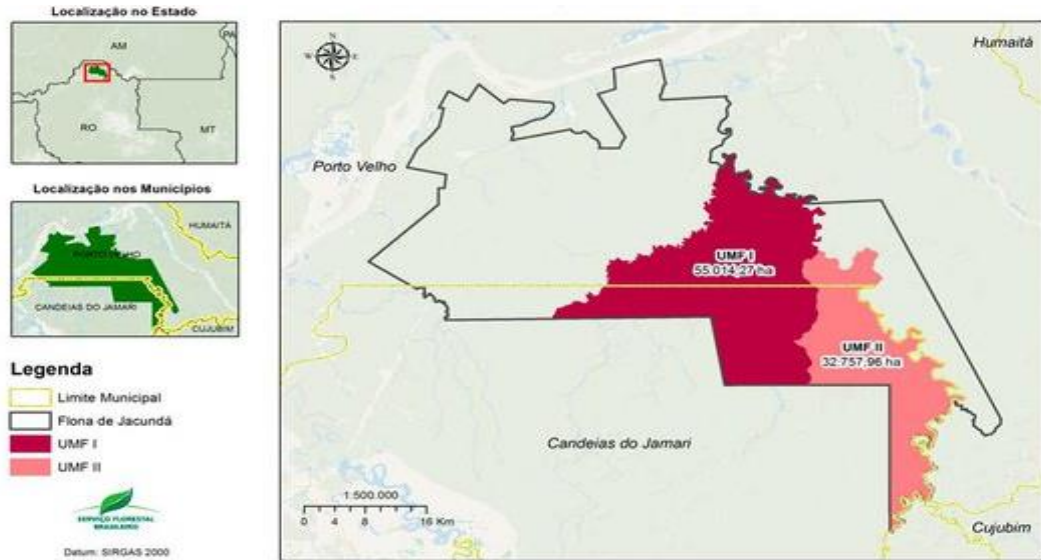 Localização no Estado
AM
PA
RO
MT
Localização nos Municípios
HUMAITÁ
PORTO VELHO
CANDEIAS DO JAMARI
CUJUBIM
Legenda
Limite Municipal
Flona de Jacundá
UMF I
UMF II
SERVIÇO FLORESTAL
BRASILEIRO
Datum: SIRGAS 2000
N
S
Humaitá
Porto Velho
UMF I
55.014,27 ha
UMF II
32.757,96 ha
Candeias do Jamari
1:500.000
0 4 8 16 Km
Cujubim